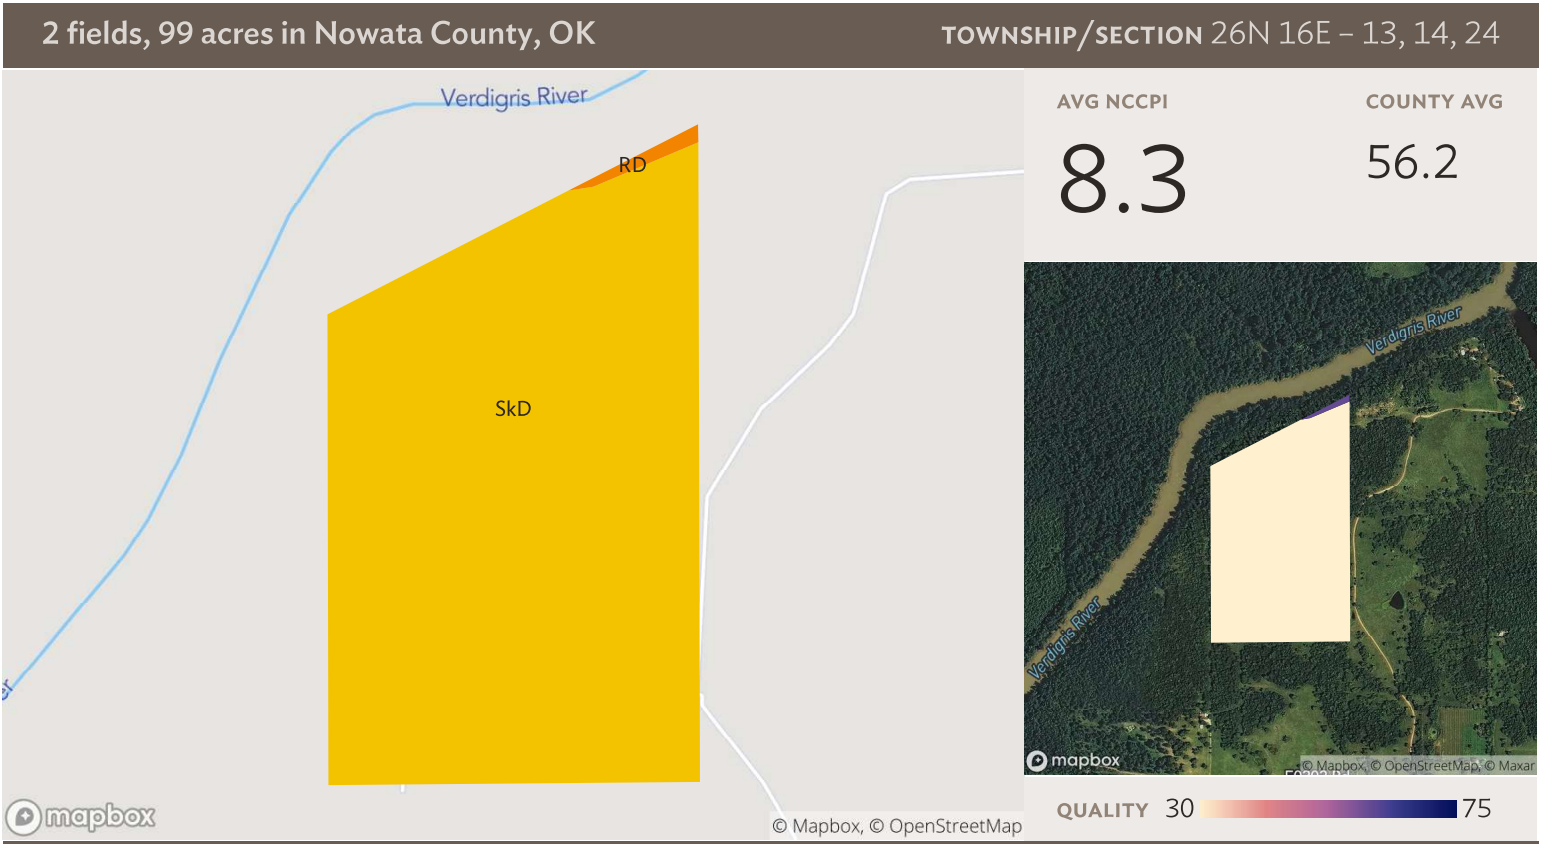 2 fields, 99 acres in Nowata County, OK
TOWNSHIP/SECTION 26N 16E – 13, 14, 24
Verdigris River
RD
SkD
er
mapbox
© Mapbox, © OpenStreetMap
AVG NCCPI
8.3
COUNTY AVG
56.2
Verdigris River
Verdigris River
mapbox
© Mapbox, © OpenStreetMap, © Maxar
QUALITY 30 75